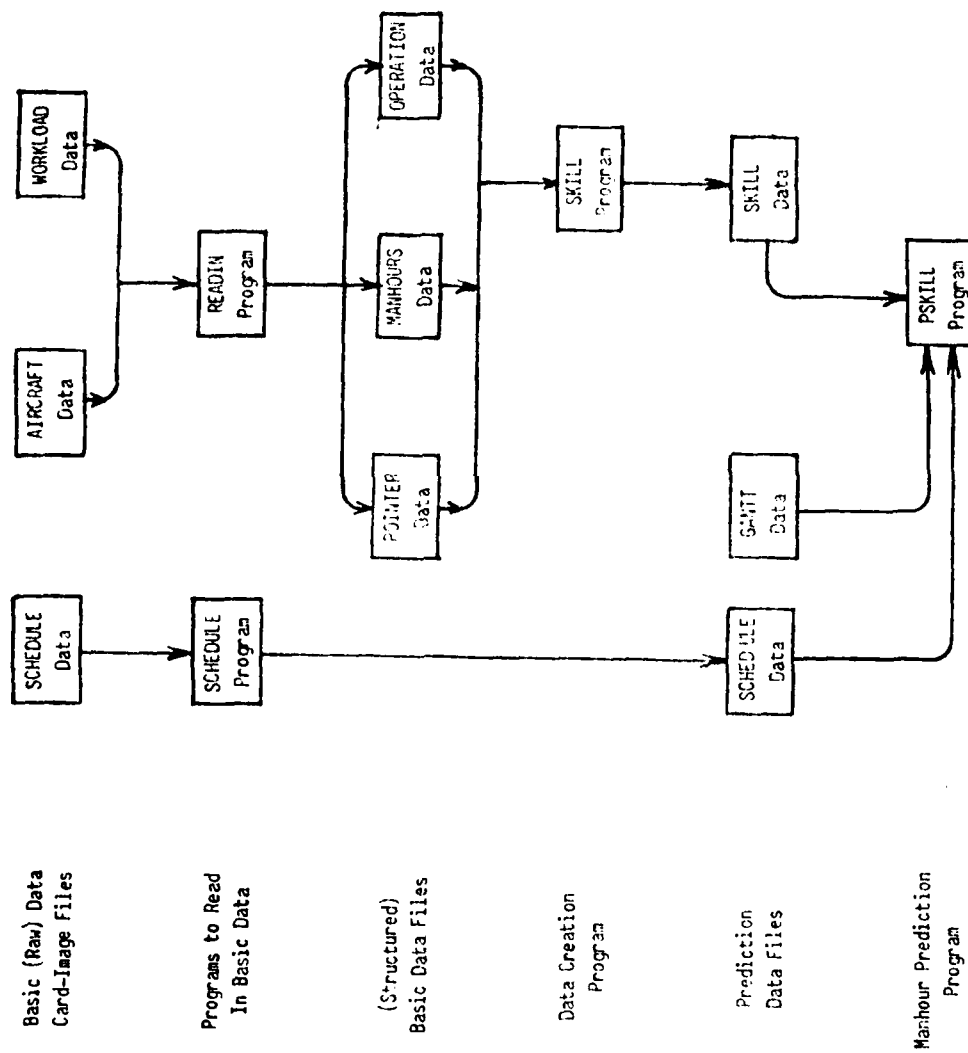 Basic (Raw) Data
Card-Image Files
SCHEDULE
Data
AIRCRAFT
Data
WORKLOAD
Data
Programs to Read
In Basic Data
SCHEDULE
Program
READIN
Program
(Structured)
Basic Data Files
POINTER
Data
MANHOURS
Data
OPERATION
Data
Data Creation
Program
SKILL
Program
Prediction
Data Files
SCHEDULE
Data
GANTT
Data
SKILL
Data
Manhour Prediction
Program
PSKILL
Program